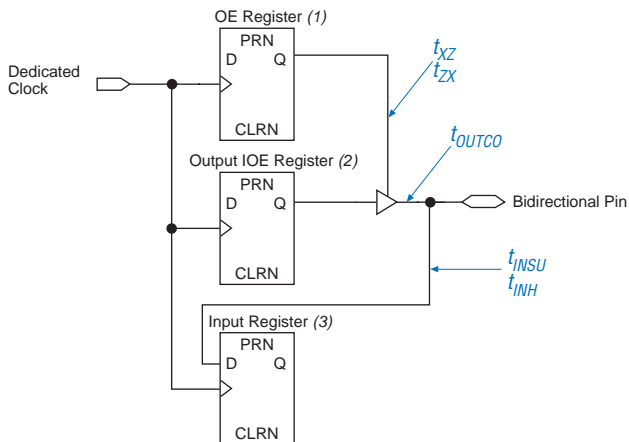 OE Register (1)
PRN
D Q
CLRN
Dedicated
Clock
t_XZ
t_ZX
t_OUTCO
Output IOE Register (2)
PRN
D Q
CLRN
Bidirectional Pin
t_INSU
t_INH
Input Register (3)
PRN
D Q
CLRN